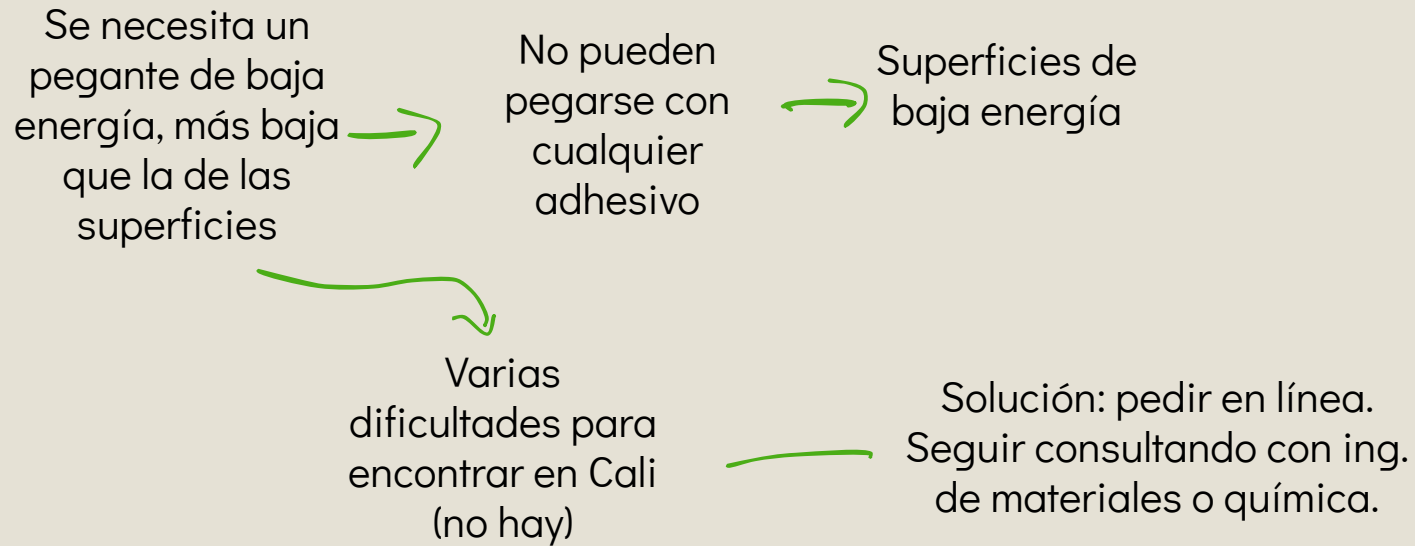 Se necesita un
pegante de baja
energía, más baja
que la de las
superficies
No pueden
pegarse con
cualquier
adhesivo
Superficies de
baja energía
Varias
dificultades para
encontrar en Cali
(no hay)
Solución: pedir en línea.
Seguir consultando con ing.
de materiales o química.